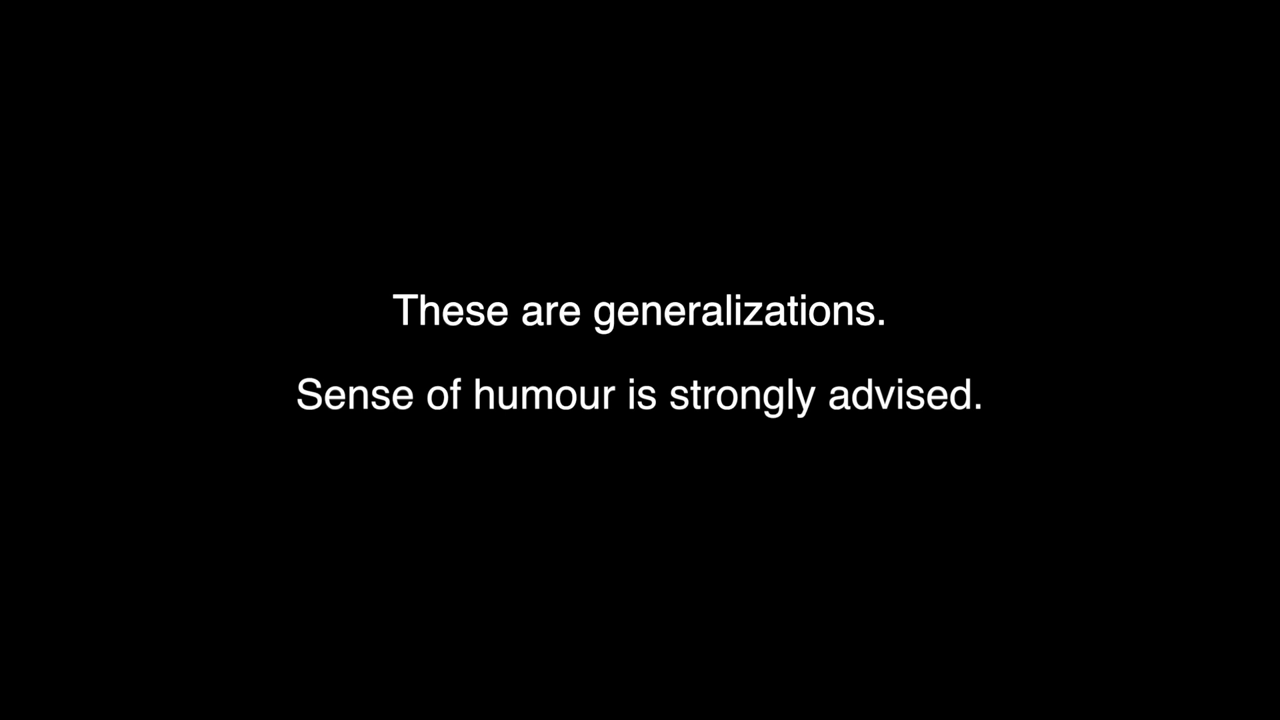 These are generalizations.
Sense of humour is strongly advised.